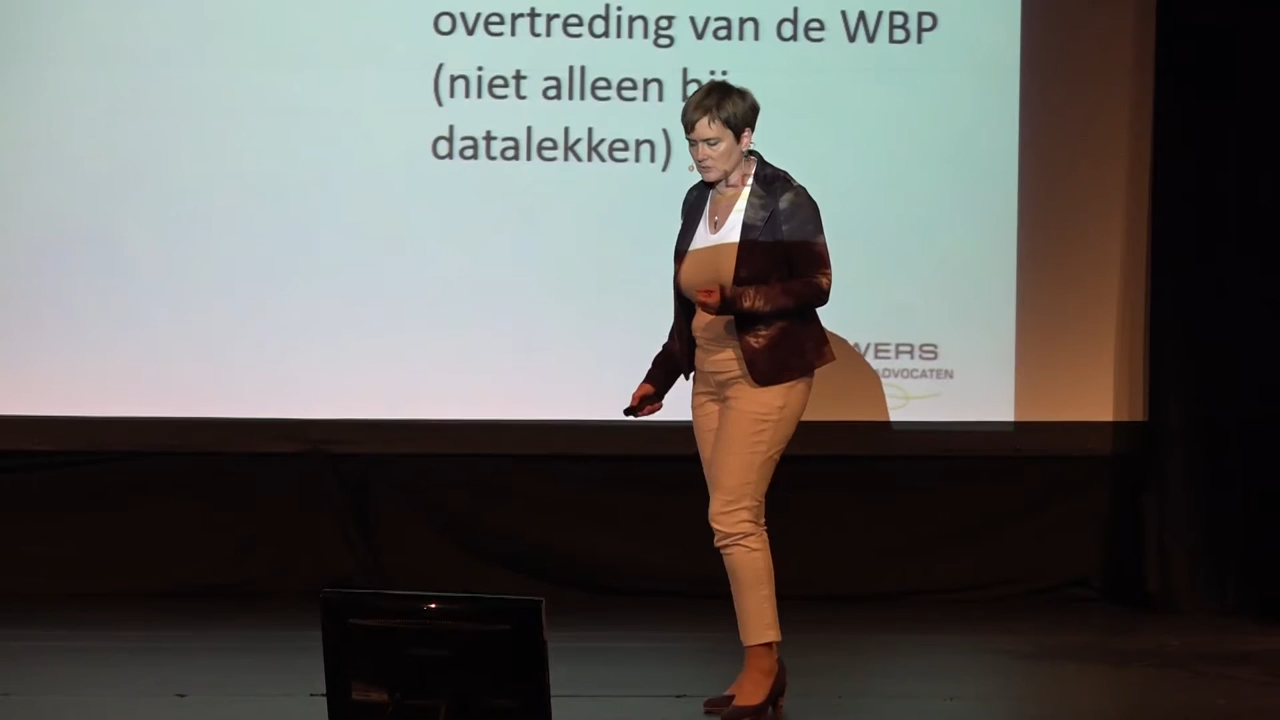 overtreding van de WBP
(niet alleen bij
datalekken)
WERS
ADVOCATEN